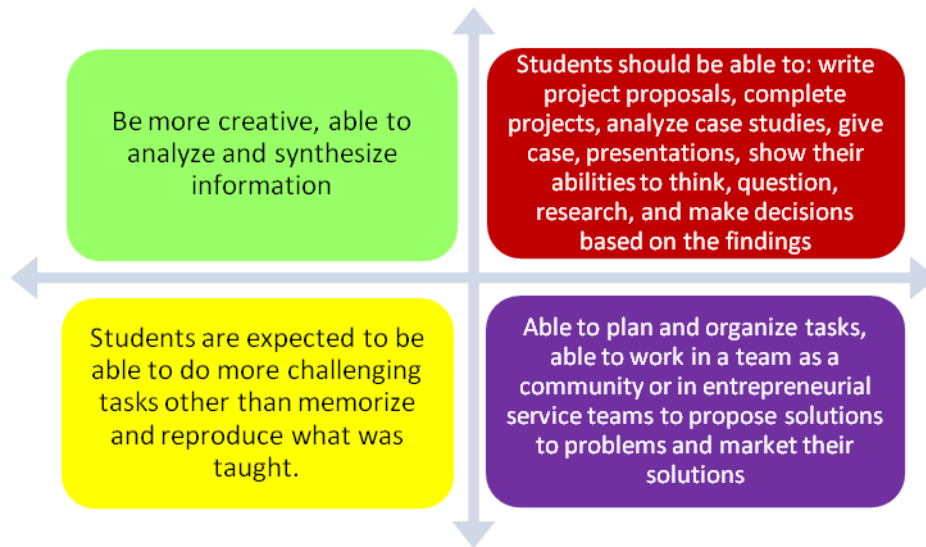 Be more creative, able to
analyze and synthesize
information
Students should be able to: write
project proposals, complete
projects, analyze case studies, give
case, presentations, show their
abilities to think, question,
research, and make decisions
based on the findings
Students are expected to be
able to do more challenging
tasks other than memorize
and reproduce what was
taught.
Able to plan and organize tasks,
able to work in a team as a
community or in entrepreneurial
service teams to propose solutions
to problems and market their
solutions